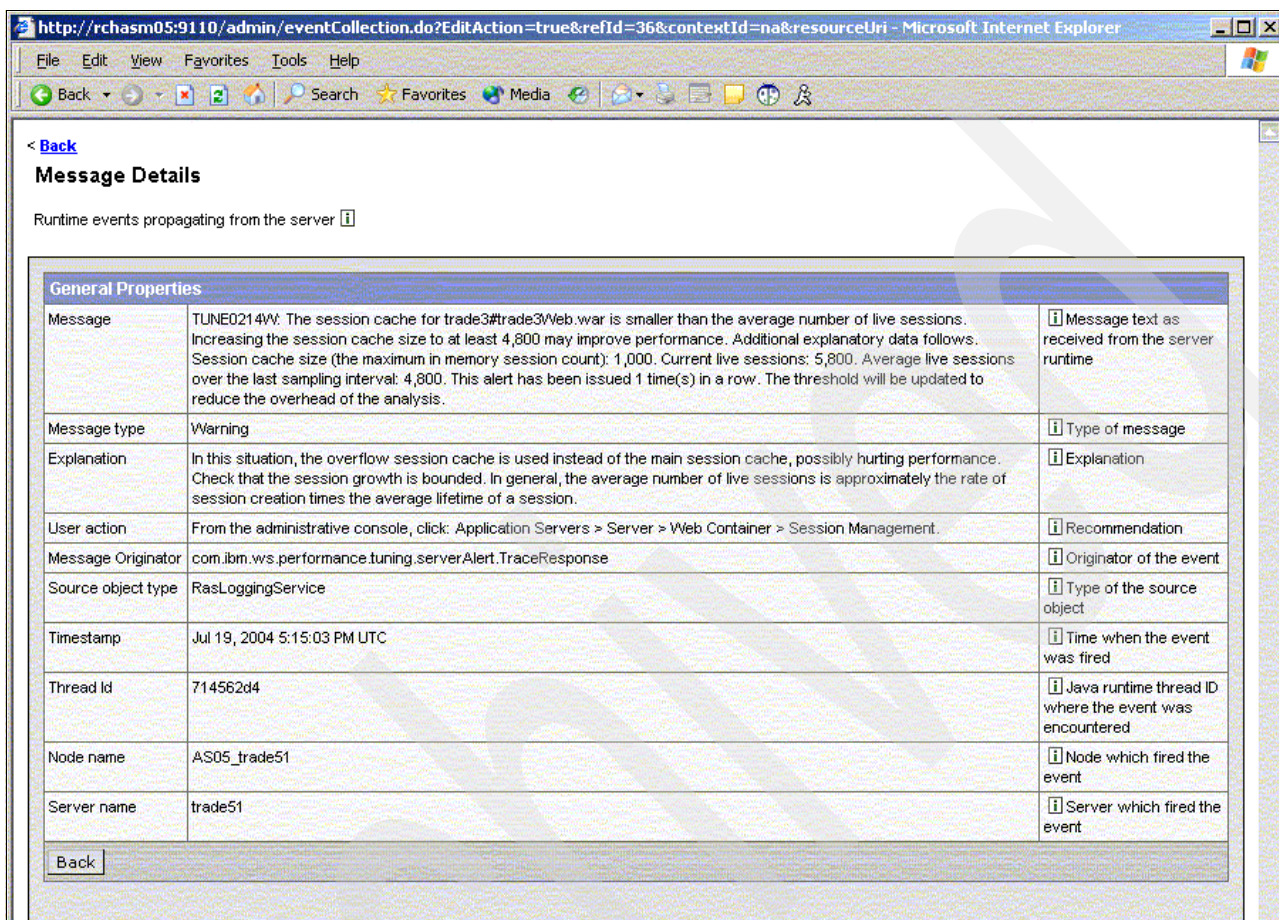 http://rchasm05:9110/admin/eventCollection.do?EditAction=true&refId=36&contextId=na&resourceUri - Microsoft Internet Explorer
File Edit View Favorites Tools Help
Back Search Favorites Media
< Back
Message Details
Runtime events propagating from the server i
General Properties
Message
TUNE0214W: The session cache for trade3#trade3Web.war is smaller than the average number of live sessions.
Increasing the session cache size to at least 4,800 may improve performance. Additional explanatory data follows.
Session cache size (the maximum in memory session count): 1,000. Current live sessions: 5,800. Average live sessions
over the last sampling interval: 4,800. This alert has been issued 1 time(s) in a row. The threshold will be updated to
reduce the overhead of the analysis.
i Message text as
received from the server
runtime
Message type
Warning
i Type of message
Explanation
In this situation, the overflow session cache is used instead of the main session cache, possibly hurting performance.
Check that the session growth is bounded. In general, the average number of live sessions is approximately the rate of
session creation times the average lifetime of a session.
i Explanation
User action
From the administrative console, click: Application Servers > Server > Web Container > Session Management.
i Recommendation
Message Originator
com.ibm.ws.performance.tuning.serverAlert.TraceResponse
i Originator of the event
Source object type
RasLoggingService
i Type of the source
object
Timestamp
Jul 19, 2004 5:15:03 PM UTC
i Time when the event
was fired
Thread Id
714562d4
i Java runtime thread ID
where the event was
encountered
Node name
AS05_trade51
i Node which fired the
event
Server name
trade51
i Server which fired the
event
Back